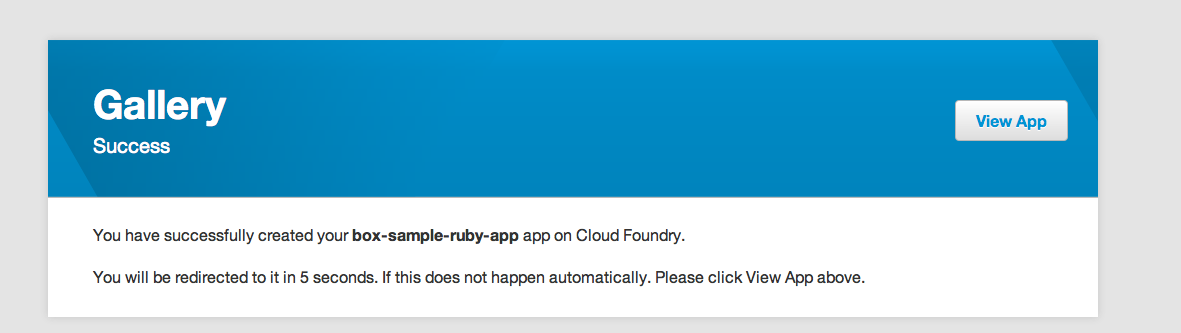 Gallery
Success
View App
You have successfully created your box-sample-ruby-app app on Cloud Foundry.
You will be redirected to it in 5 seconds. If this does not happen automatically. Please click View App above.